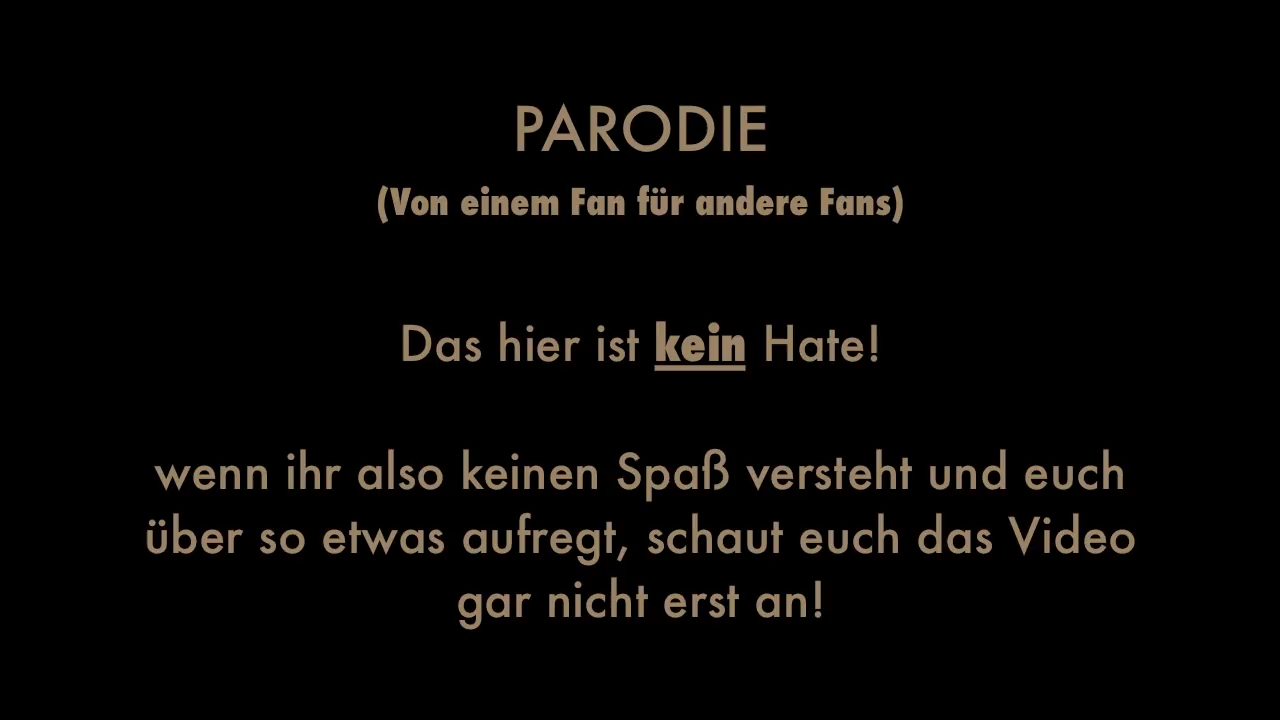 PARODIE
(Von einem Fan für andere Fans)
Das hier ist kein Hate!
wenn ihr also keinen Spaß versteht und euch
über so etwas aufregt, schaut euch das Video
gar nicht erst an!